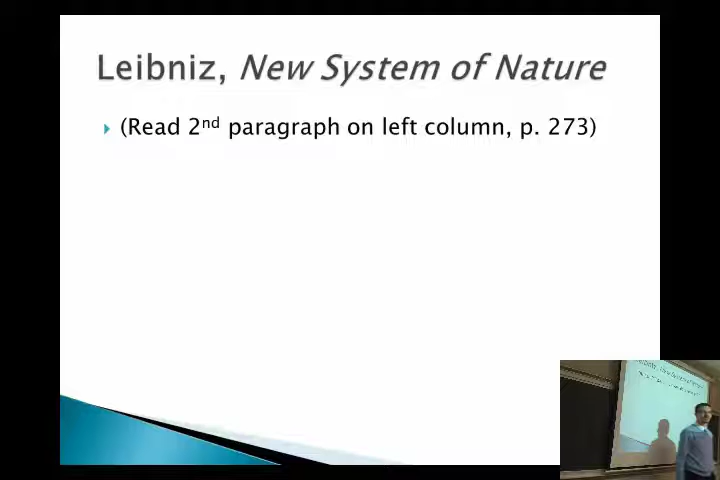 Leibniz, New System of Nature
(Read 2nd paragraph on left column, p. 273)